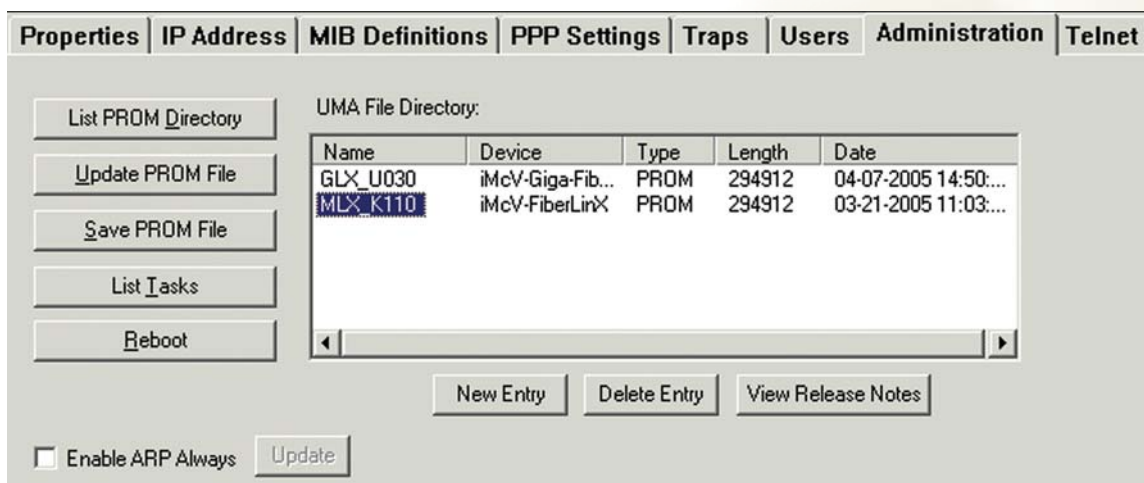 Properties IP Address MIB Definitions PPP Settings Traps Users Administration Telnet
List PROM Directory
Update PROM File
Save PROM File
List Tasks
Reboot
UMA File Directory:
Name Device Type Length Date
GLX_U030 iMcV-Giga-Fib... PROM 294912 04-07-2005 14:50:...
MLX_K110 iMcV-FiberLinX PROM 294912 03-21-2005 11:03:...
New Entry Delete Entry View Release Notes
Enable ARP Always Update